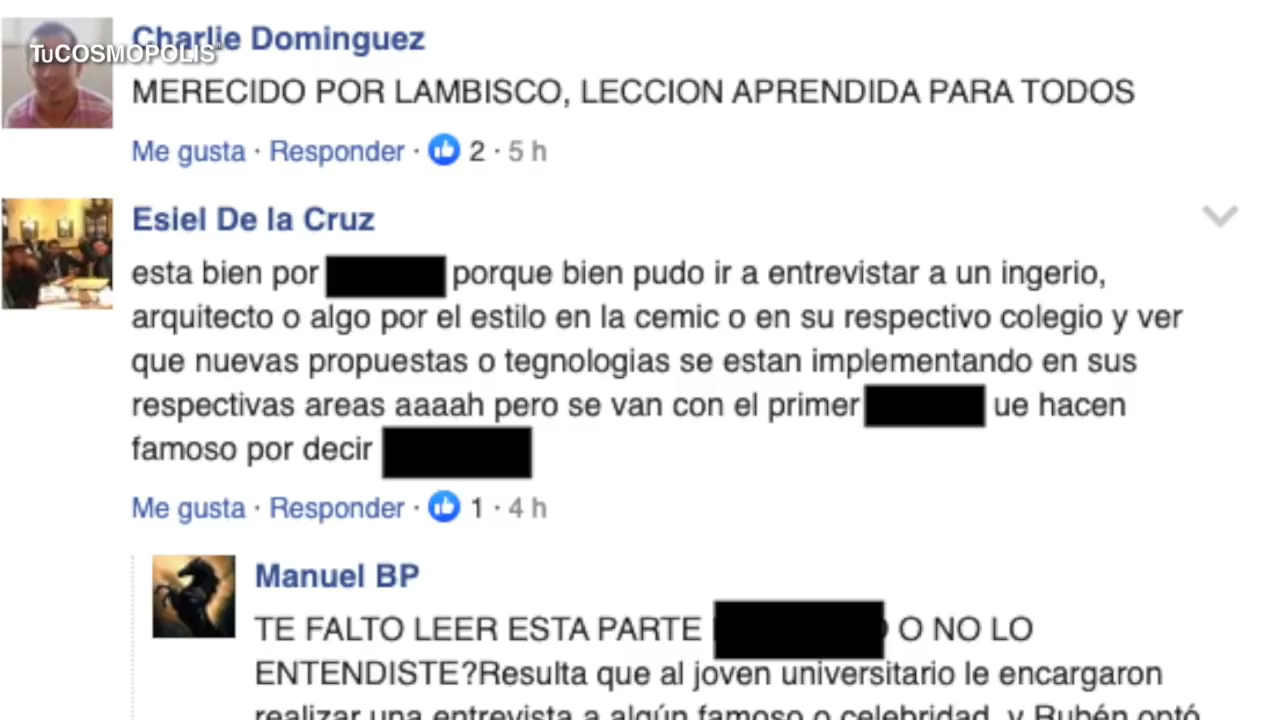 Charlie Dominguez
TuCOSMOPOLIS
MERECIDO POR LAMBISCO, LECCION APRENDIDA PARA TODOS
Me gusta · Responder · 2 · 5 h
Esiel De la Cruz
esta bien por porque bien pudo ir a entrevistar a un ingerio,
arquitecto o algo por el estilo en la cemic o en su respectivo colegio y ver
que nuevas propuestas o tegnologias se estan implementando en sus
respectivas areas aaaah pero se van con el primer ue hacen
famoso por decir
Me gusta · Responder · 1 · 4 h
Manuel BP
TE FALTO LEER ESTA PARTE O NO LO
ENTENDISTE?Resulta que al joven universitario le encargaron
realizar una entrevista a algún famoso o celebridad, y Rubén optó